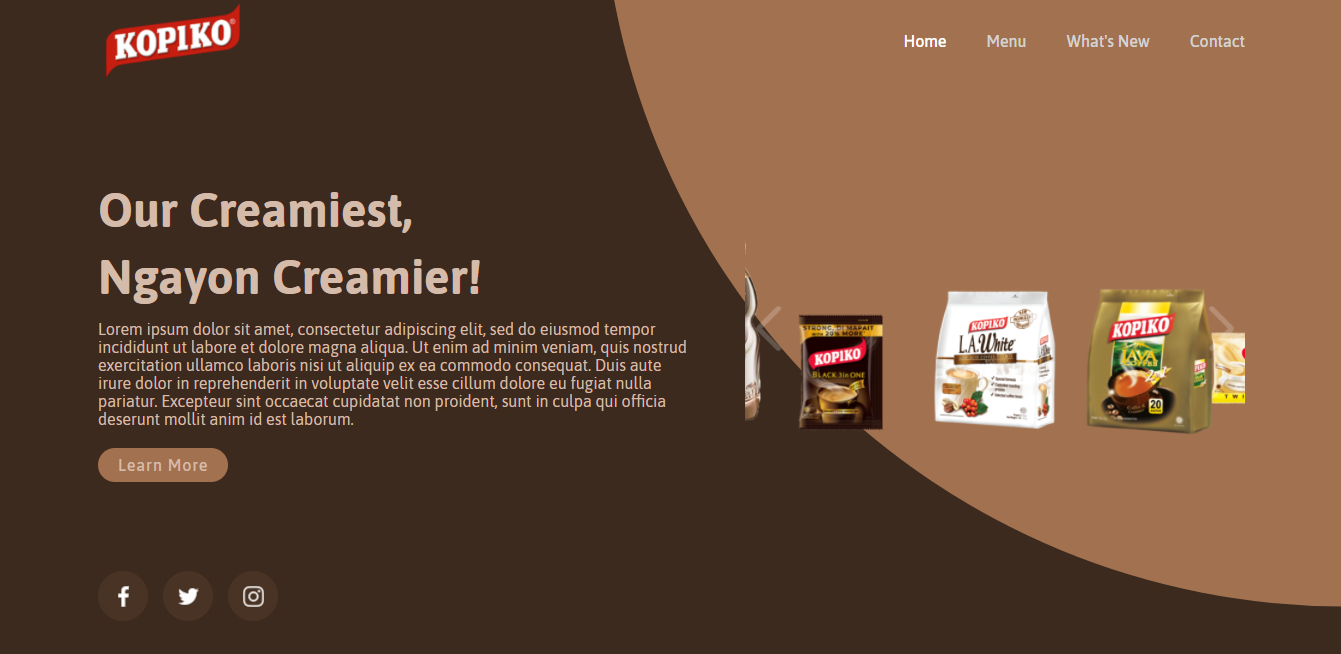 KOPIKO®
Home Menu What's New Contact
Our Creamiest,
Ngayon Creamier!
Lorem ipsum dolor sit amet, consectetur adipiscing elit, sed do eiusmod tempor
incididunt ut labore et dolore magna aliqua. Ut enim ad minim veniam, quis nostrud
exercitation ullamco laboris nisi ut aliquip ex ea commodo consequat. Duis aute
irure dolor in reprehenderit in voluptate velit esse cillum dolore eu fugiat nulla
pariatur. Excepteur sint occaecat cupidatat non proident, sunt in culpa qui officia
deserunt mollit anim id est laborum.
Learn More
KOPIKO
BLACK 3 in ONE
KOPIKO
L.A. White
KOPIKO
JAVA
COFFEE
20
TWI